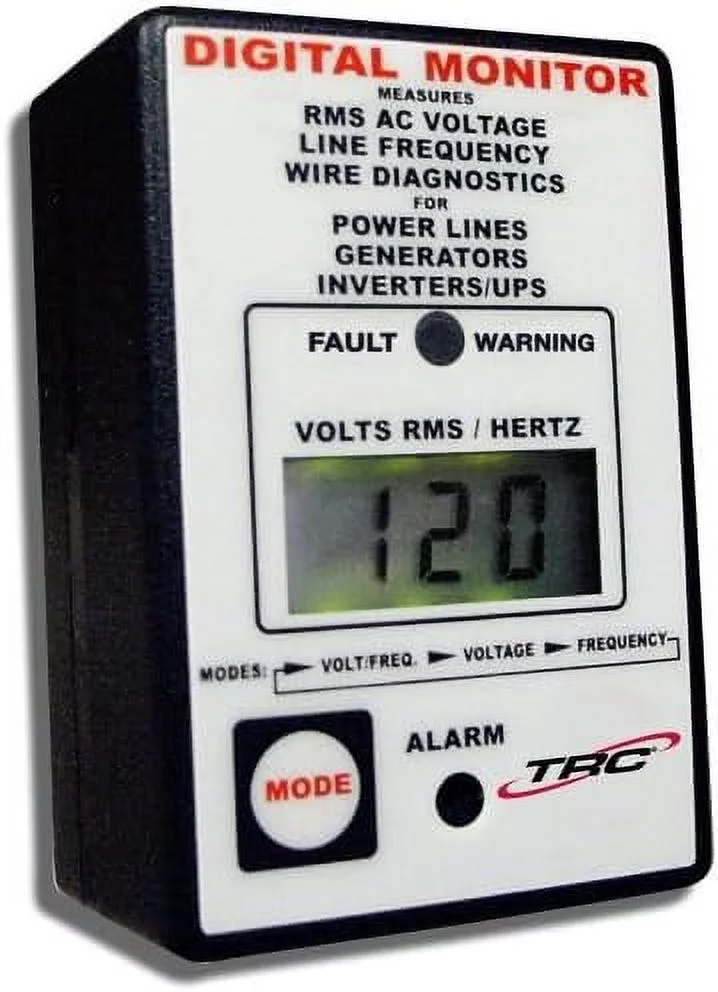 DIGITAL MONITOR
MEASURES
RMS AC VOLTAGE
LINE FREQUENCY
WIRE DIAGNOSTICS
FOR
POWER LINES
GENERATORS
INVERTERS/UPS
FAULT WARNING
VOLTS RMS / HERTZ
120
MODES: VOLT/FREQ. VOLTAGE FREQUENCY
MODE
ALARM
TRC